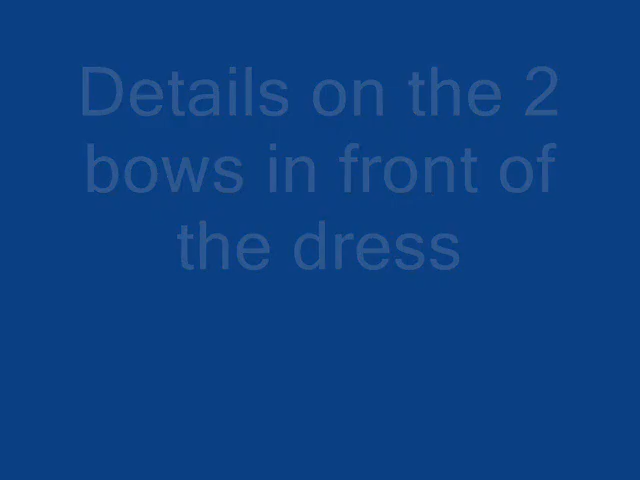 Details on the 2
bows in front of
the dress